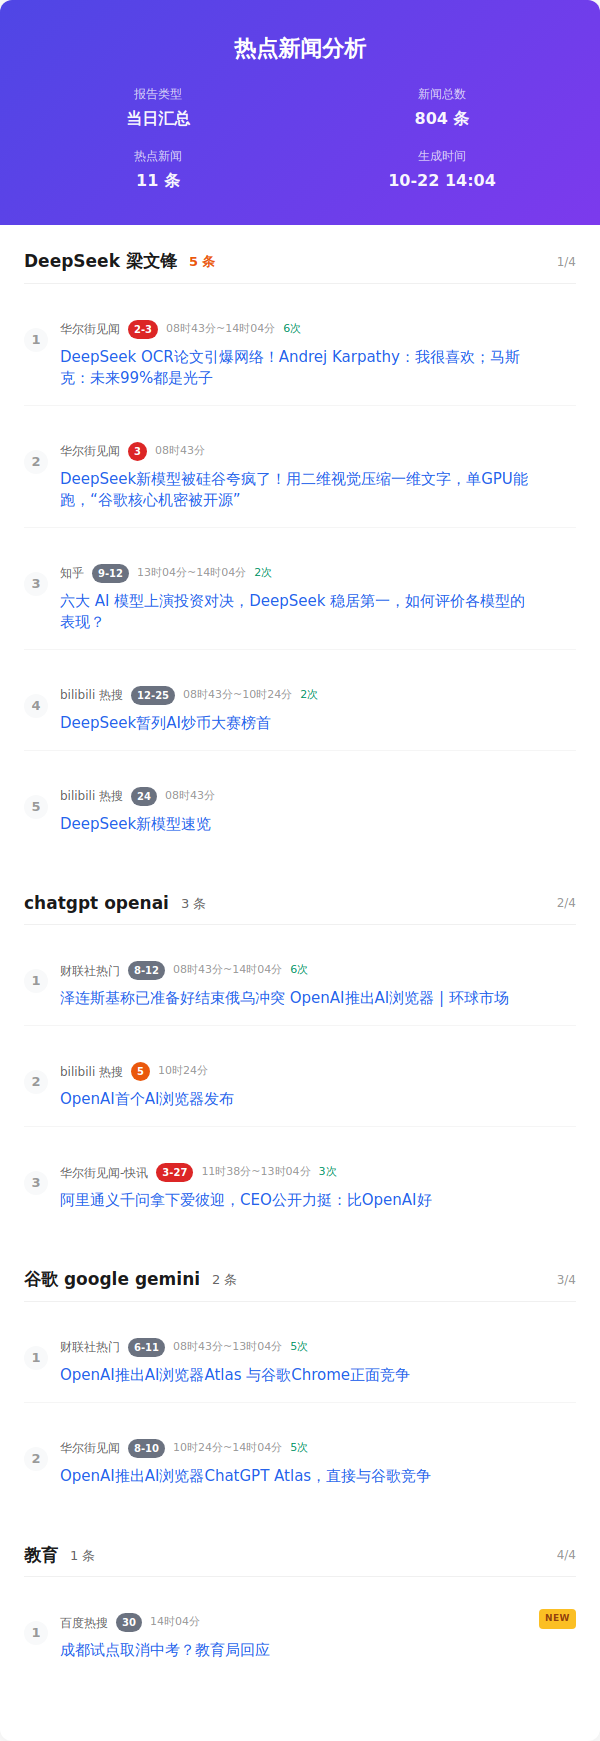 热点新闻分析
报告类型
新闻总数
当日汇总
804 条
热点新闻
生成时间
11 条
10-22 14:04
DeepSeek 梁文锋 5 条 1/4
1
华尔街见闻 2-3 08时43分~14时04分 6次
DeepSeek OCR论文引爆网络！Andrej Karpathy：我很喜欢；马斯
克：未来99%都是光子
2
华尔街见闻 3 08时43分
DeepSeek新模型被硅谷夸疯了！用二维视觉压缩一维文字，单GPU能
跑，“谷歌核心机密被开源”
3
知乎 9-12 13时04分~14时04分 2次
六大 AI 模型上演投资对决，DeepSeek 稳居第一，如何评价各模型的
表现？
4
bilibili 热搜 12-25 08时43分~10时24分 2次
DeepSeek暂列AI炒币大赛榜首
5
bilibili 热搜 24 08时43分
DeepSeek新模型速览
chatgpt openai 3 条 2/4
1
财联社热门 8-12 08时43分~14时04分 6次
泽连斯基称已准备好结束俄乌冲突 OpenAI推出AI浏览器 | 环球市场
2
bilibili 热搜 5 10时24分
OpenAI首个AI浏览器发布
3
华尔街见闻-快讯 3-27 11时38分~13时04分 3次
阿里通义千问拿下爱彼迎，CEO公开力挺：比OpenAI好
谷歌 google gemini 2 条 3/4
1
财联社热门 6-11 08时43分~13时04分 5次
OpenAI推出AI浏览器Atlas 与谷歌Chrome正面竞争
2
华尔街见闻 8-10 10时24分~14时04分 5次
OpenAI推出AI浏览器ChatGPT Atlas，直接与谷歌竞争
教育 1 条 4/4
1
百度热搜 30 14时04分 NEW
成都试点取消中考？教育局回应